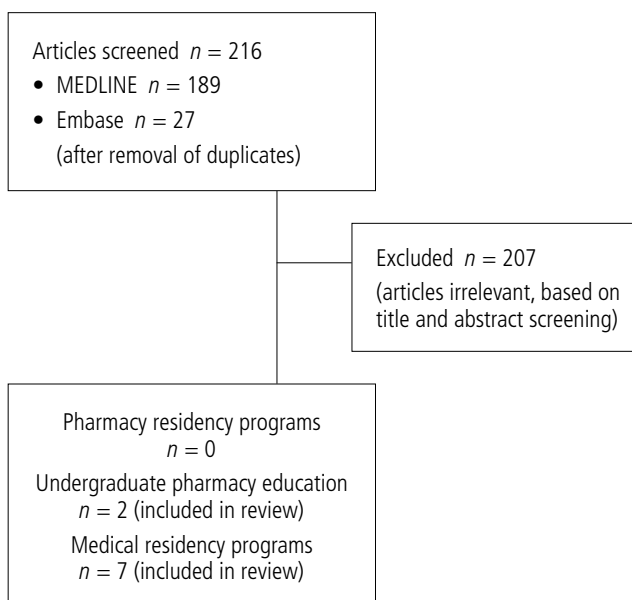 Articles screened n = 216
• MEDLINE n = 189
• Embase n = 27
(after removal of duplicates)
Excluded n = 207
(articles irrelevant, based on
title and abstract screening)
Pharmacy residency programs
n = 0
Undergraduate pharmacy education
n = 2 (included in review)
Medical residency programs
n = 7 (included in review)